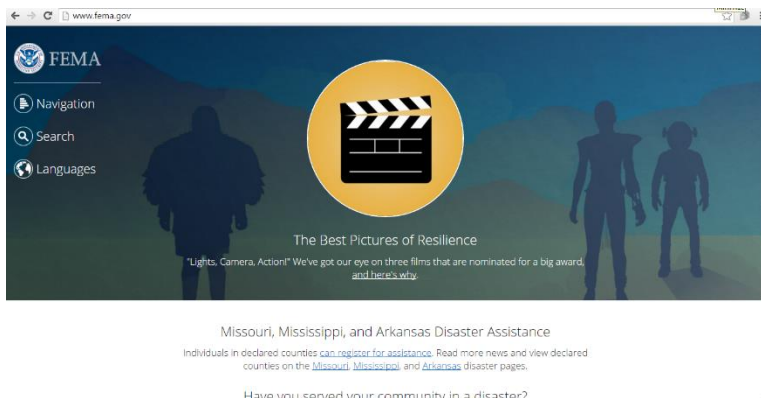 www.fema.gov
FEMA
Navigation
Search
Languages
The Best Pictures of Resilience
"Lights, Camera, Action!" We've got our eye on three films that are nominated for a big award,
and here's why.
Missouri, Mississippi, and Arkansas Disaster Assistance
Individuals in declared counties can register for assistance. Read more news and view declared
counties on the Missouri, Mississippi, and Arkansas disaster pages.
Have you served your community in a disaster?